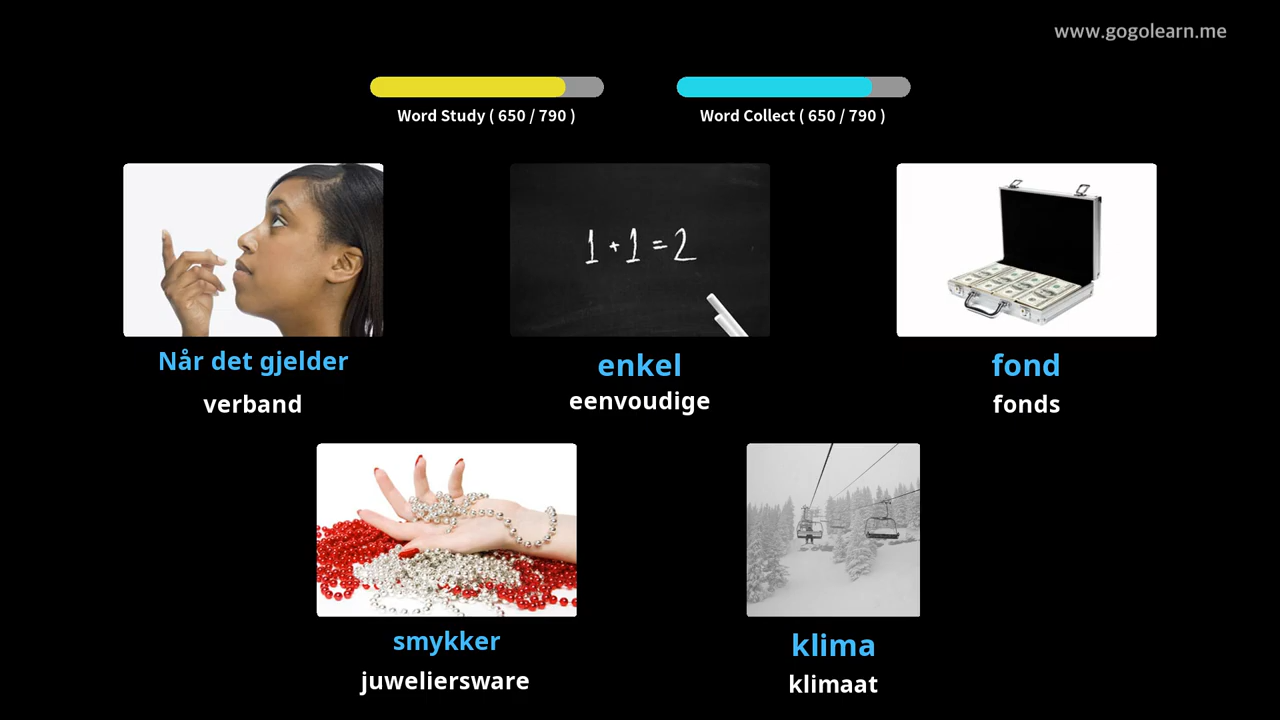 www.gogolearn.me
Word Study ( 650 / 790 )
Word Collect ( 650 / 790 )
1 + 1 = 2
Når det gjelder
verband
enkel
eenvoudige
fond
fonds
smykker
juweliersware
klima
klimaat